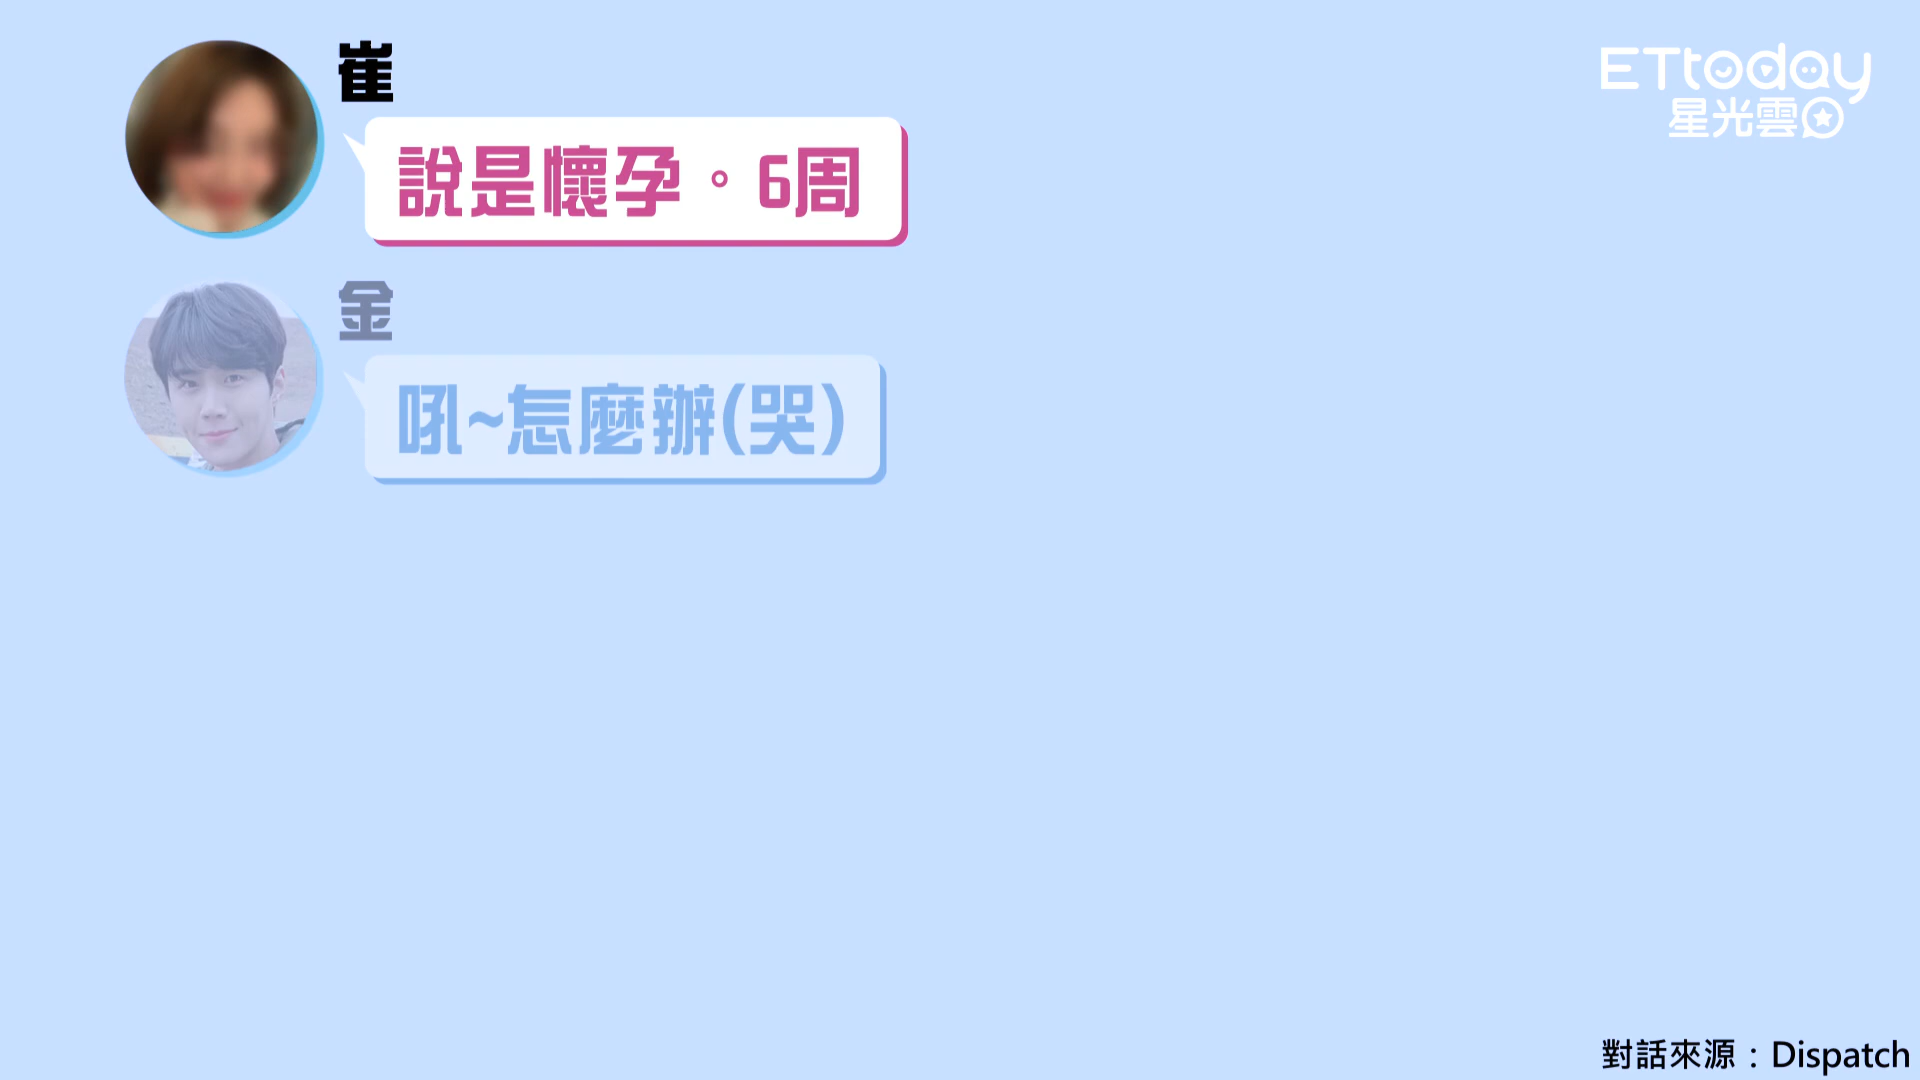 ETtoday
星光雲
崔
說是懷孕。6周
金
吼~怎麼辦(哭)
對話來源：Dispatch